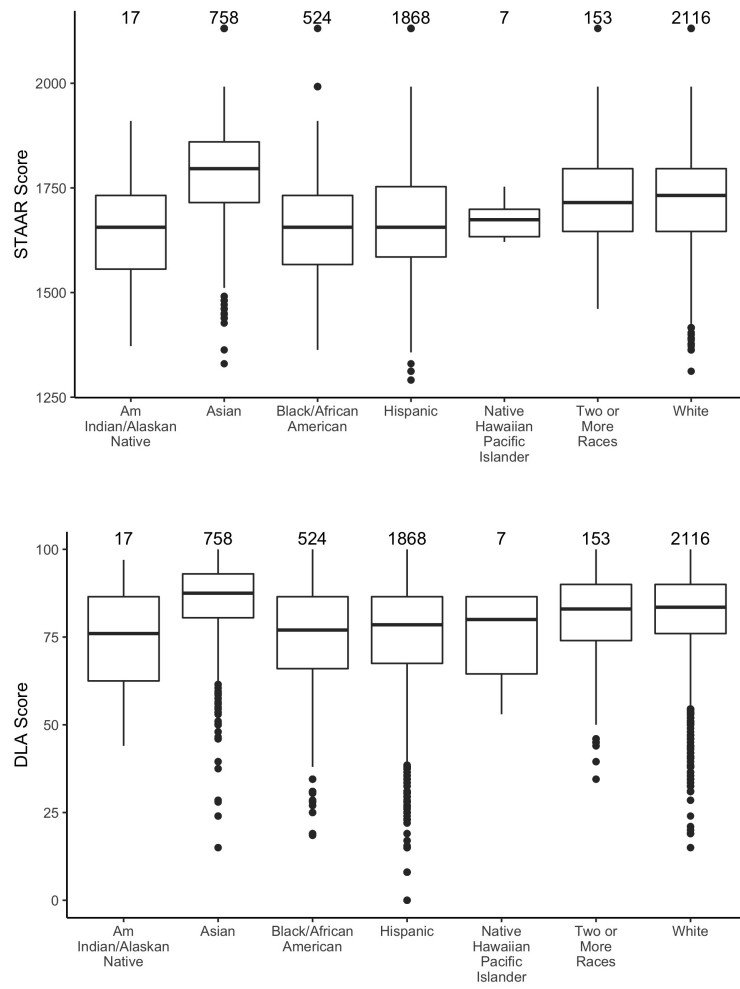 17 758 524 1868 7 153 2116
2000
1750
1500
1250
STAAR Score
Am
Indian/Alaskan
Native
Asian
Black/African
American
Hispanic
Native
Hawaiian
Pacific
Islander
Two or
More
Races
White
17 758 524 1868 7 153 2116
100
75
50
25
0
DLA Score
Am
Indian/Alaskan
Native
Asian
Black/African
American
Hispanic
Native
Hawaiian
Pacific
Islander
Two or
More
Races
White